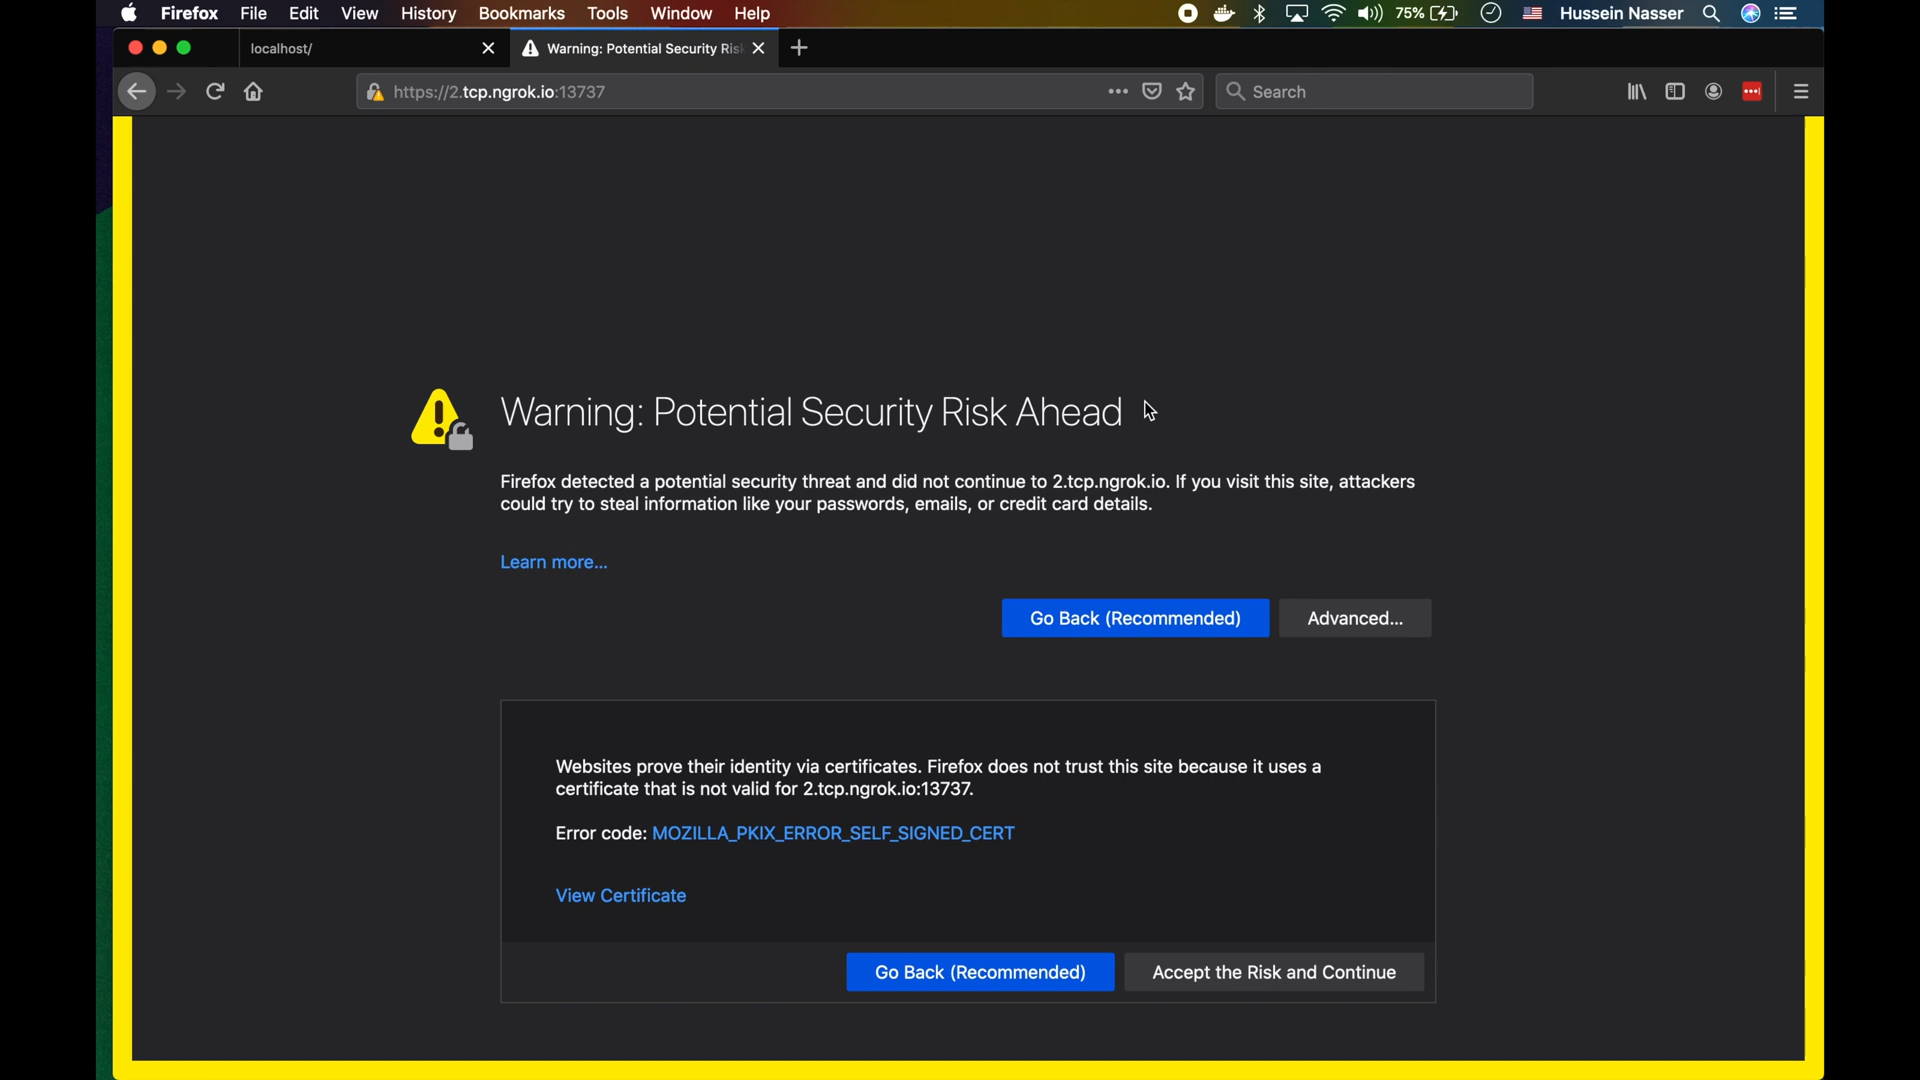 Firefox File Edit View History Bookmarks Tools Window Help 75% Hussein Nasser
localhost/ Warning: Potential Security Ris
https://2.tcp.ngrok.io:13737 Search
Warning: Potential Security Risk Ahead
Firefox detected a potential security threat and did not continue to 2.tcp.ngrok.io. If you visit this site, attackers
could try to steal information like your passwords, emails, or credit card details.
Learn more...
Go Back (Recommended) Advanced...
Websites prove their identity via certificates. Firefox does not trust this site because it uses a
certificate that is not valid for 2.tcp.ngrok.io:13737.
Error code: MOZILLA_PKIX_ERROR_SELF_SIGNED_CERT
View Certificate
Go Back (Recommended) Accept the Risk and Continue